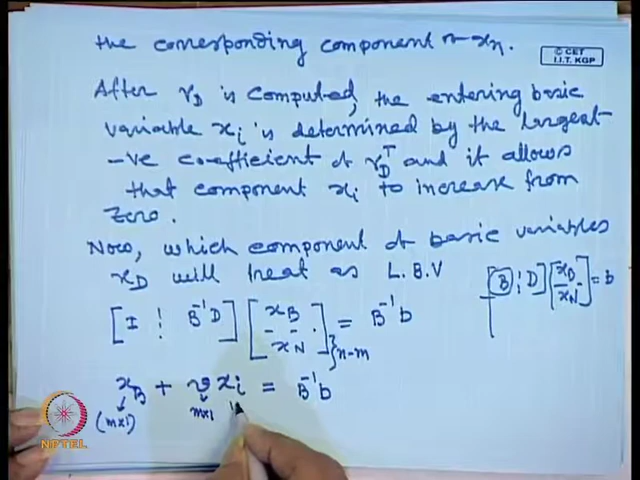 the corresponding component of x_N.
© CET
I.I.T. KGP
After r_D is computed, the entering basic
variable x_i is determined by the largest
-ve co-efficient of r_D^T and it allows
that component x_i to increase from
zero.
Now, which component of basic variables
x_D will treat as L.B.V
[B ⋮ D] [x_D / x_N] = b
[I ⋮ B^{-1}D] [x_B / x_N]}n-m = B^{-1}b
x_B + v x_i = B^{-1}b
(m×1) m×1
NPTEL